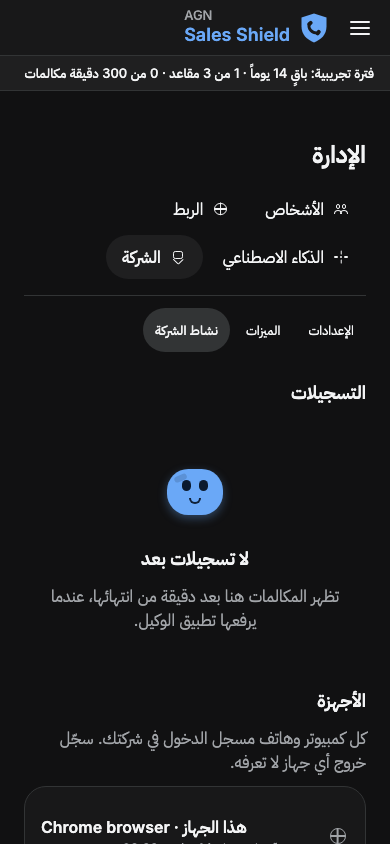 AGN
Sales Shield
فترة تجريبية: باقٍ 14 يوماً · 1 من 3 مقاعد · 0 من 300 دقيقة مكالمات
الإدارة
الأشخاص
الربط
الذكاء الاصطناعي
الشركة
الإعدادات
الميزات
نشاط الشركة
التسجيلات
لا تسجيلات بعد
تظهر المكالمات هنا بعد دقيقة من انتهائها، عندما
يرفعها تطبيق الوكيل.
الأجهزة
كل كمبيوتر وهاتف مسجل الدخول في شركتك. سجّل
خروج أي جهاز لا تعرفه.
هذا الجهاز · Chrome browser